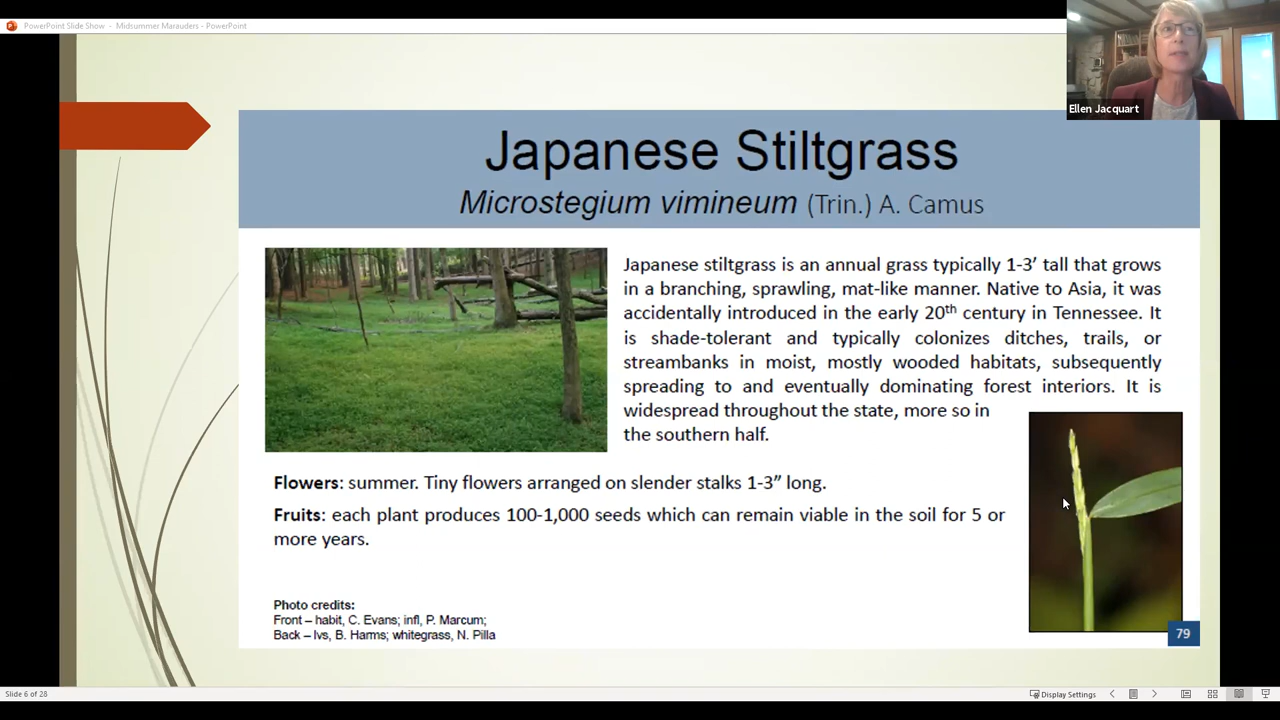 PowerPoint Slide Show - Midsummer Marauders - PowerPoint
Ellen Jacquart
Japanese Stiltgrass
Microstegium vimineum (Trin.) A. Camus
Japanese stiltgrass is an annual grass typically 1-3’ tall that grows
in a branching, sprawling, mat-like manner. Native to Asia, it was
accidentally introduced in the early 20th century in Tennessee. It
is shade-tolerant and typically colonizes ditches, trails, or
streambanks in moist, mostly wooded habitats, subsequently
spreading to and eventually dominating forest interiors. It is
widespread throughout the state, more so in
the southern half.
Flowers: summer. Tiny flowers arranged on slender stalks 1-3” long.
Fruits: each plant produces 100-1,000 seeds which can remain viable in the soil for 5 or
more years.
Photo credits:
Front – habit, C. Evans; infl, P. Marcum;
Back – lvs, B. Harms; whitegrass, N. Pilla
79
Slide 6 of 28
Display Settings